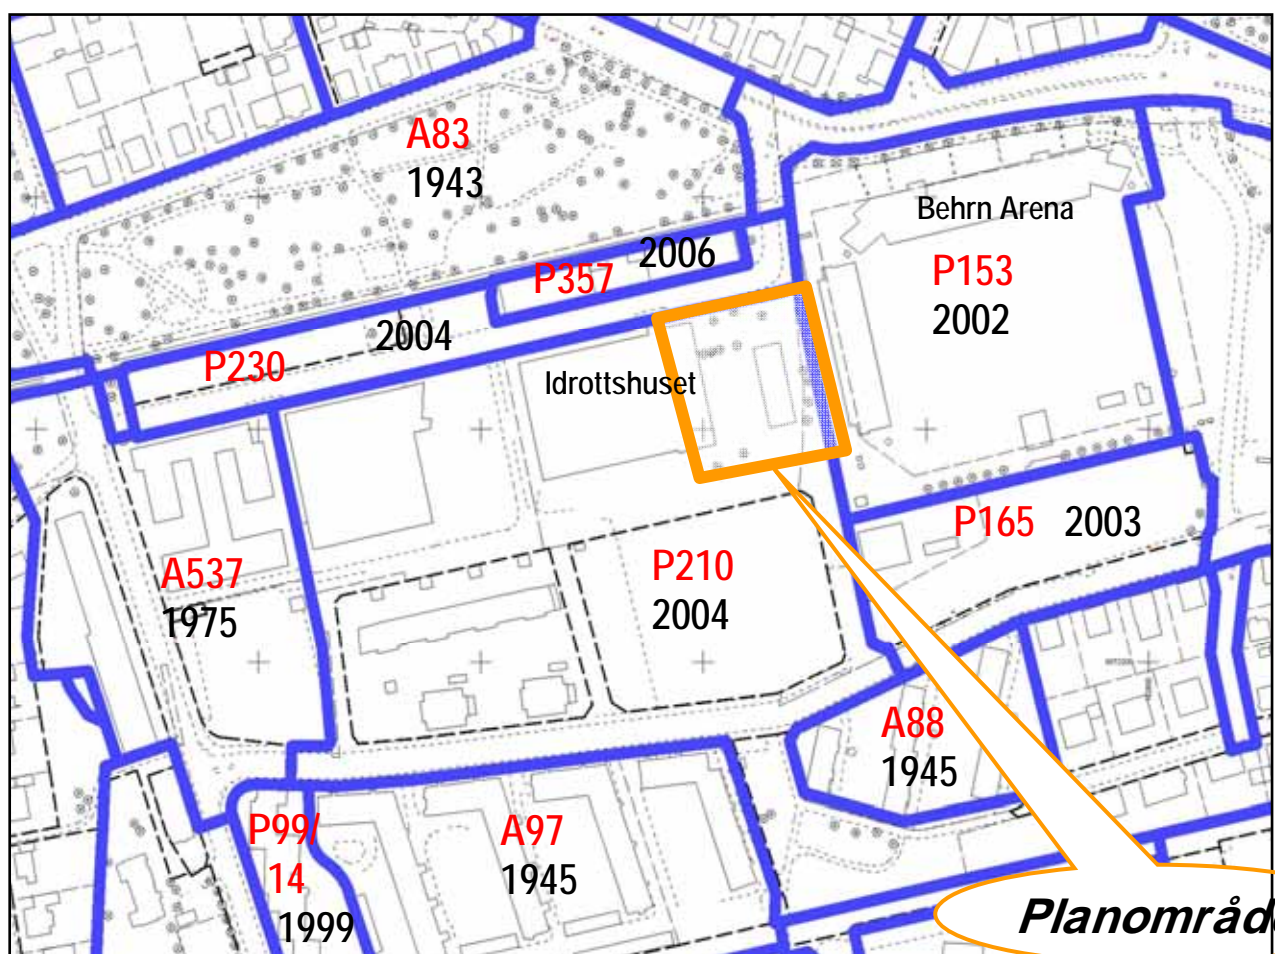 A83
1943
Behrn Arena
2006
P357
P153
2002
2004
P230
Idrottshuset
P165 2003
P210
2004
A537
1975
A88
1945
P99/
14
1999
A97
1945
Planområde